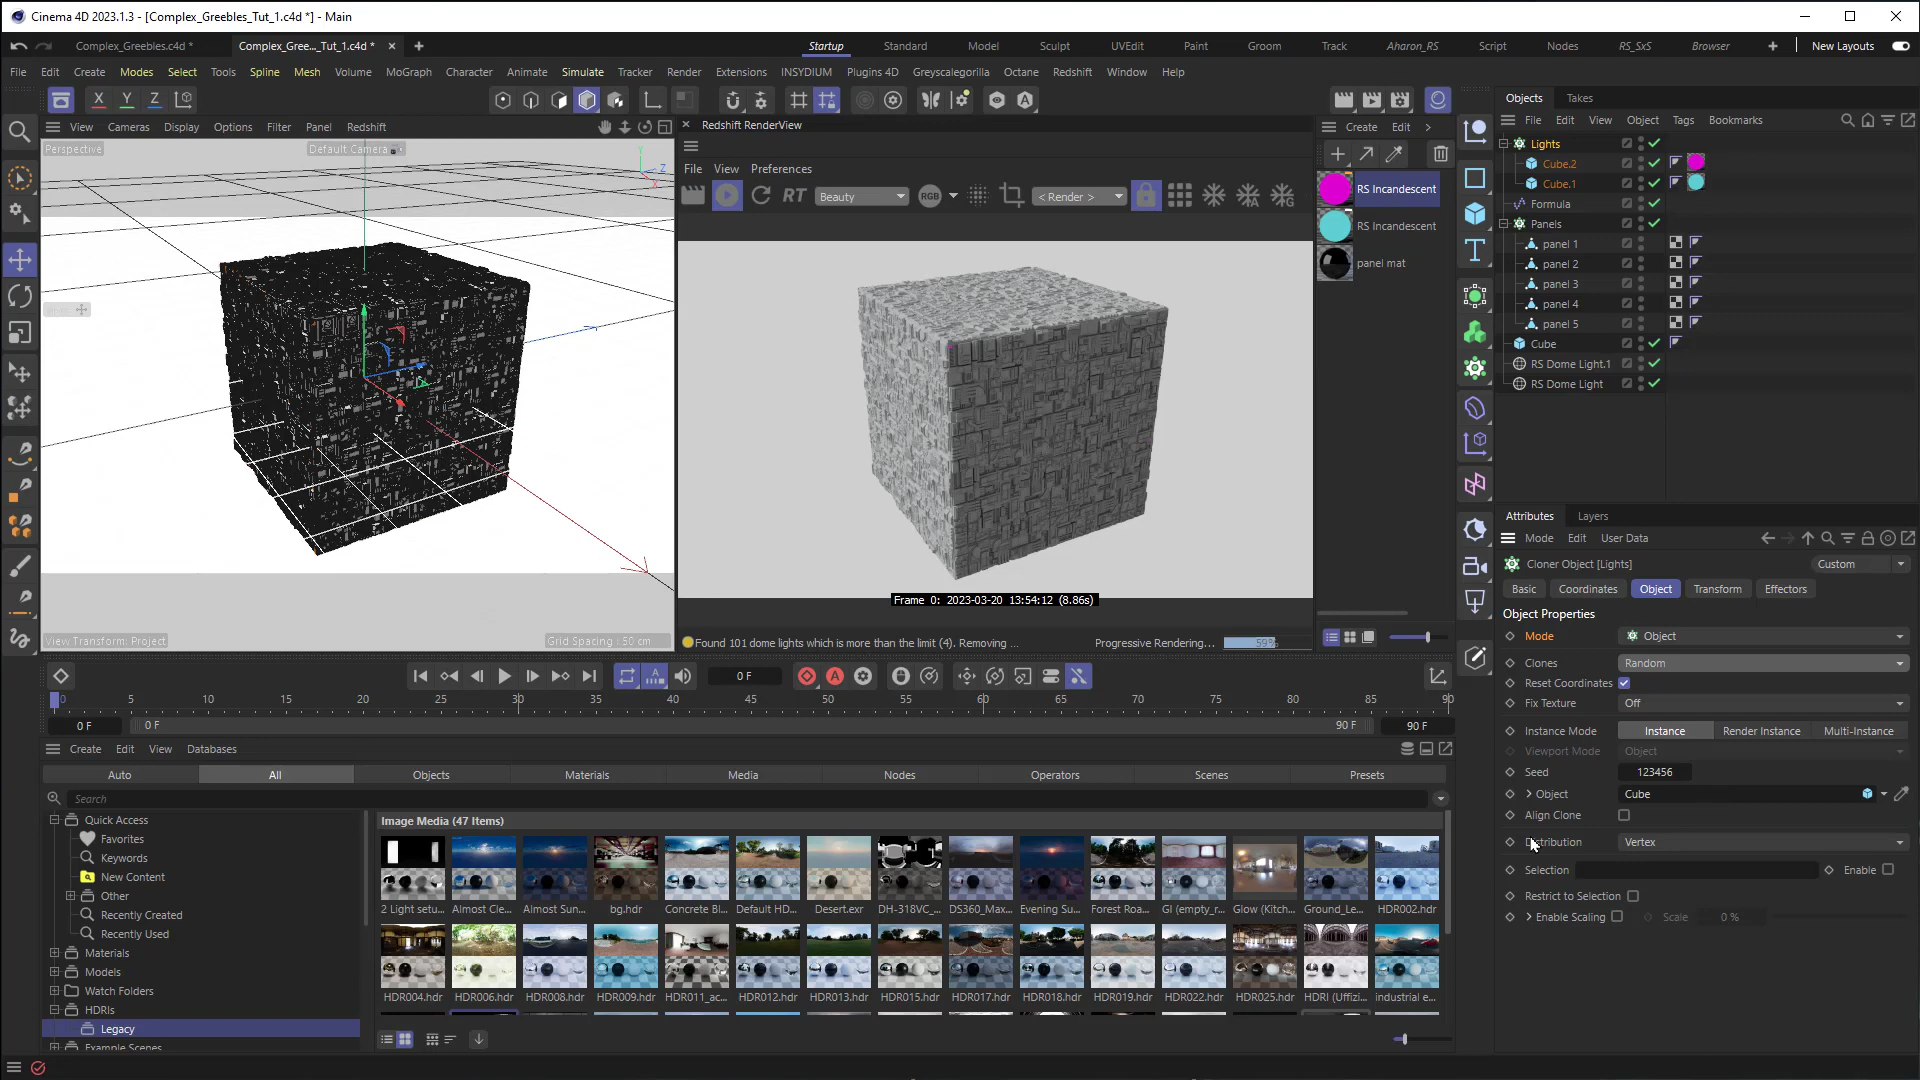 Cinema 4D 2023.1.3 - [Complex_Greebles_Tut_1.c4d *] - Main
Complex_Greebles.c4d *
Complex_Gree..._Tut_1.c4d *
Startup
Standard
Model
Sculpt
UVEdit
Paint
Groom
Track
Aharon_RS
Script
Nodes
RS_SxS
Browser
New Layouts
File Edit Create Modes Select Tools Spline Mesh Volume MoGraph Character Animate Simulate Tracker Render Extensions INSYDIUM Plugins 4D Greyscalegorilla Octane Redshift Window Help
X Y Z
View Cameras Display Options Filter Panel Redshift
Perspective
Default Camera
Y
Z
X
View Transform: Project
Grid Spacing : 50 cm
Redshift RenderView
File View Preferences
RT
Beauty
RGB
< Render >
Frame 0: 2023-03-20 13:54:12 (8.86s)
Found 101 dome lights which is more than the limit (4). Removing ...
Progressive Rendering...
59%
Create Edit
RS Incandescent
RS Incandescent
panel mat
Objects Takes
File Edit View Object Tags Bookmarks
Lights
Cube.2
Cube.1
Formula
Panels
panel 1
panel 2
panel 3
panel 4
panel 5
Cube
RS Dome Light.1
RS Dome Light
Attributes Layers
Mode Edit User Data
Cloner Object [Lights]
Custom
Basic Coordinates Object Transform Effectors
Object Properties
Mode Object
Clones Random
Reset Coordinates
Fix Texture Off
Instance Mode Instance Render Instance Multi-Instance
Viewport Mode Object
Seed 123456
Object Cube
Align Clone
Distribution Vertex
Selection Enable
Restrict to Selection
Enable Scaling Scale 0 %
0 F
0 5 10 15 20 25 30 35 40 45 50 55 60 65 70 75 80 85 90
0 F 0 F 90 F 90 F
Create Edit View Databases
Auto All Objects Materials Media Nodes Operators Scenes Presets
Search
Quick Access
Favorites
Keywords
New Content
Other
Recently Created
Recently Used
Materials
Models
Watch Folders
HDRIs
Legacy
Example Scenes
Image Media (47 Items)
2 Light setu... Almost Cle... Almost Sun... bg.hdr Concrete Bl... Default HD... Desert.exr DH-318VC_... DS360_Max... Evening Su... Forest Roa... GI (empty_r... Glow (Kitch... Ground_Le... HDR002.hdr
HDR004.hdr HDR006.hdr HDR008.hdr HDR009.hdr HDR011_ac... HDR012.hdr HDR013.hdr HDR015.hdr HDR017.hdr HDR018.hdr HDR019.hdr HDR022.hdr HDR025.hdr HDRI (Uffizi... industrial e...